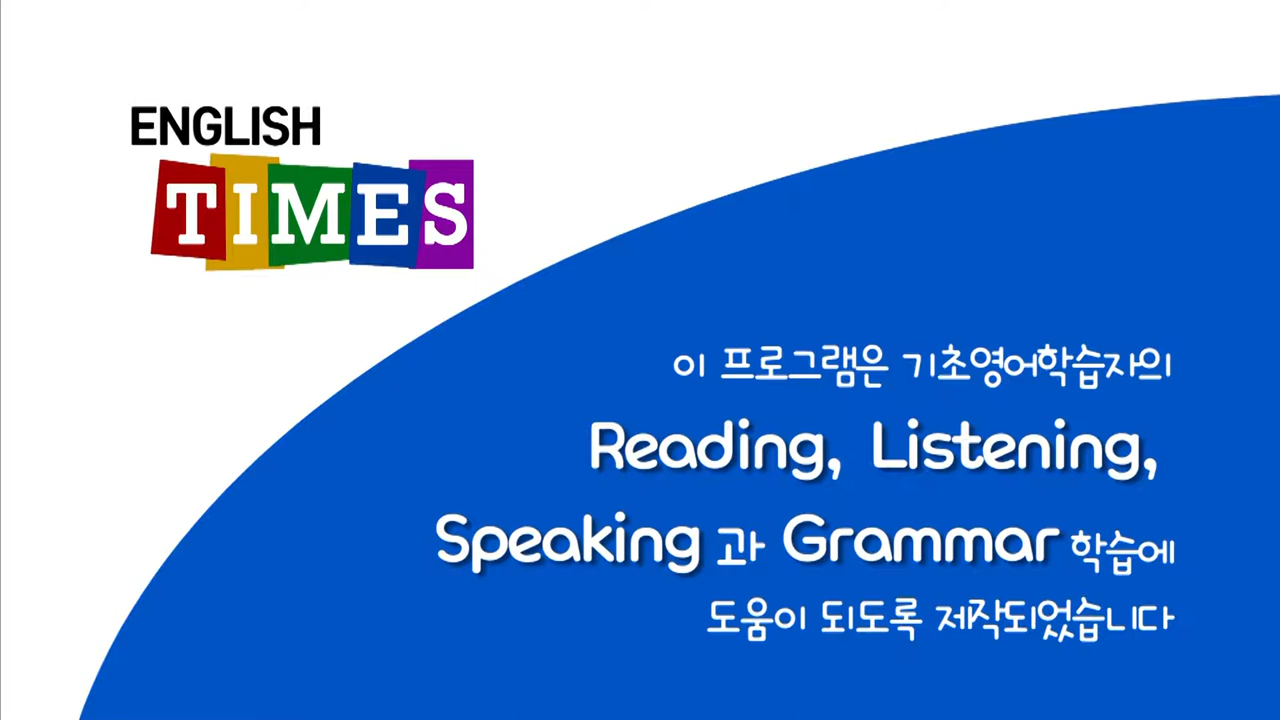 ENGLISH
TIMES
이 프로그램은 기초영어학습자의
Reading, Listening,
Speaking 과 Grammar 학습에
도움이 되도록 제작되었습니다